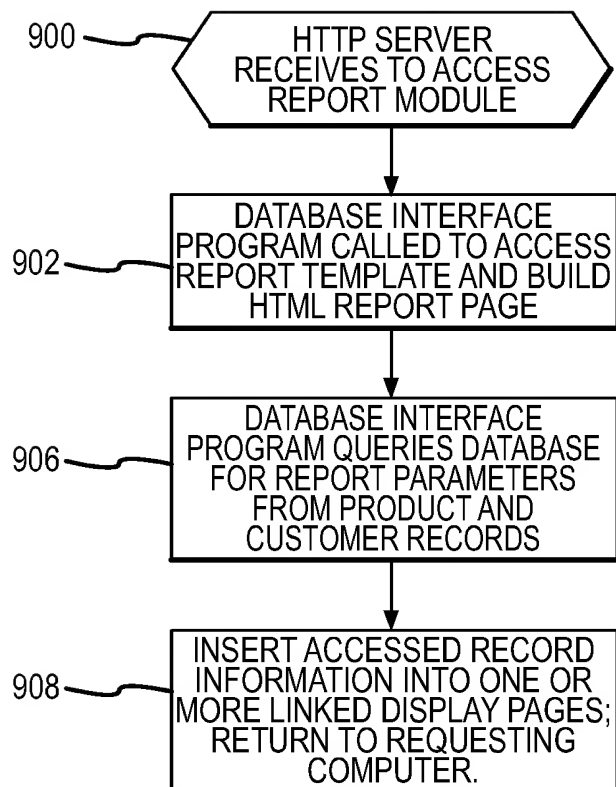 900
HTTP SERVER
RECEIVES TO ACCESS
REPORT MODULE
902
DATABASE INTERFACE
PROGRAM CALLED TO ACCESS
REPORT TEMPLATE AND BUILD
HTML REPORT PAGE
906
DATABASE INTERFACE
PROGRAM QUERIES DATABASE
FOR REPORT PARAMETERS
FROM PRODUCT AND
CUSTOMER RECORDS
908
INSERT ACCESSED RECORD
INFORMATION INTO ONE OR
MORE LINKED DISPLAY PAGES;
RETURN TO REQUESTING
COMPUTER.